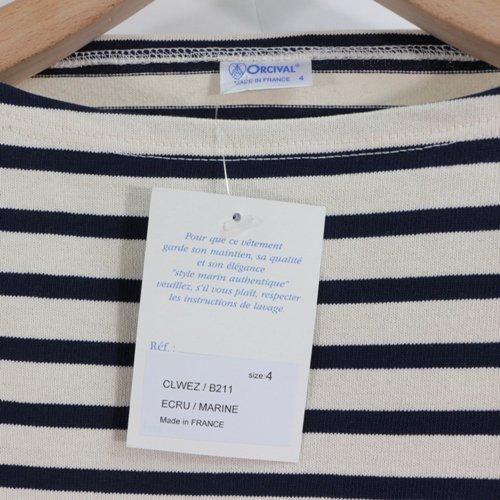 ORCIVAL®
MADE IN FRANCE 4
Pour que ce vêtement
garde son maintien, sa qualité
et son élégance
"style marin authentique"
veuillez, s'il vous plaît, respecter
les instructions de lavage.
Réf. :
size:4
CLWEZ / B211
ECRU / MARINE
Made in FRANCE